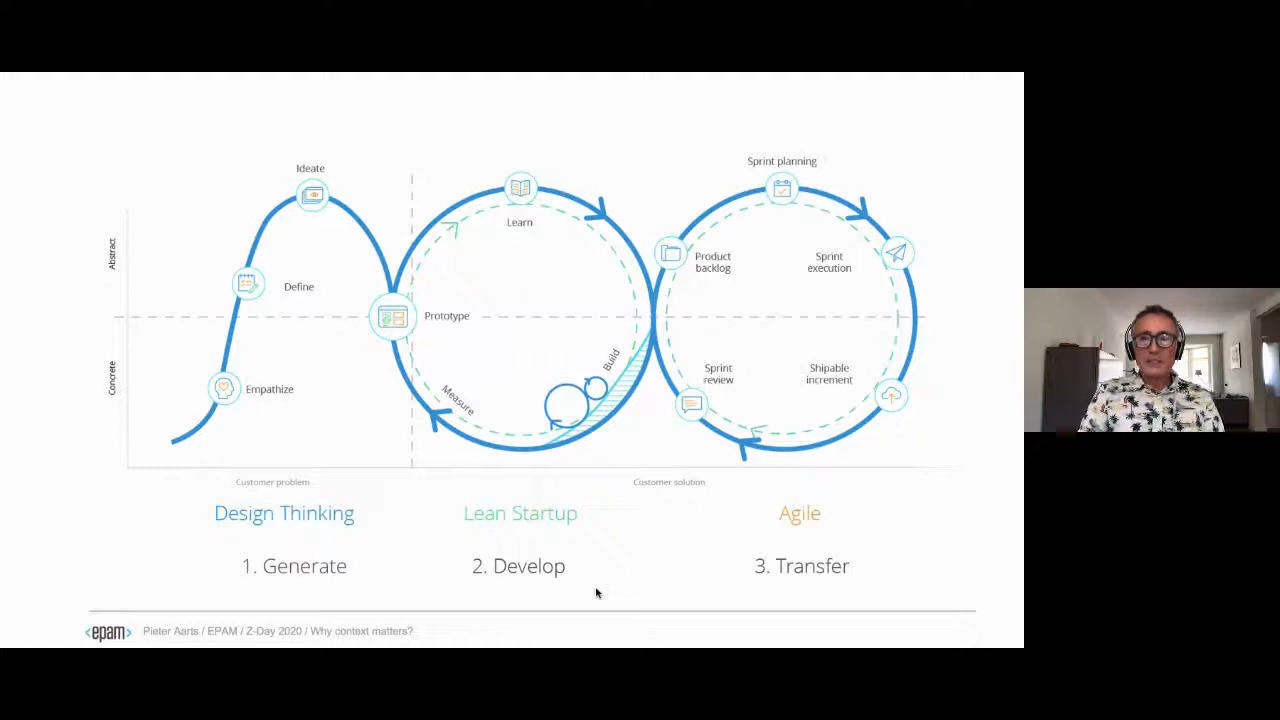 Ideate
Sprint planning
Learn
Abstract
Product
backlog
Sprint
execution
Define
Prototype
Build
Concrete
Empathize
Measure
Sprint
review
Shipable
increment
Customer problem
Customer solution
Design Thinking
Lean Startup
Agile
1. Generate
2. Develop
3. Transfer
<epam>
Pieter Aarts / EPAM / Z-Day 2020 / Why context matters?